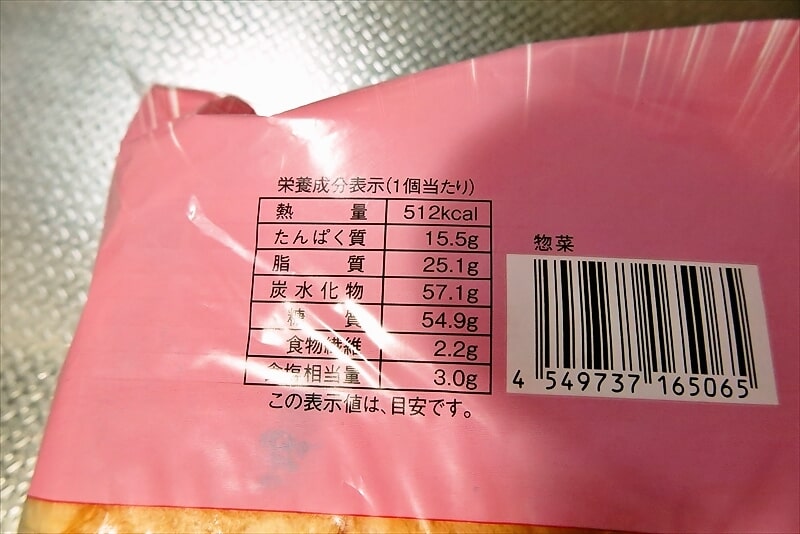 栄養成分表示(1個当たり)
熱量 512kcal
たんぱく質 15.5g
脂質 25.1g
炭水化物 57.1g
糖質 54.9g
食物繊維 2.2g
食塩相当量 3.0g
この表示値は、目安です。
惣菜
4 549737 165065